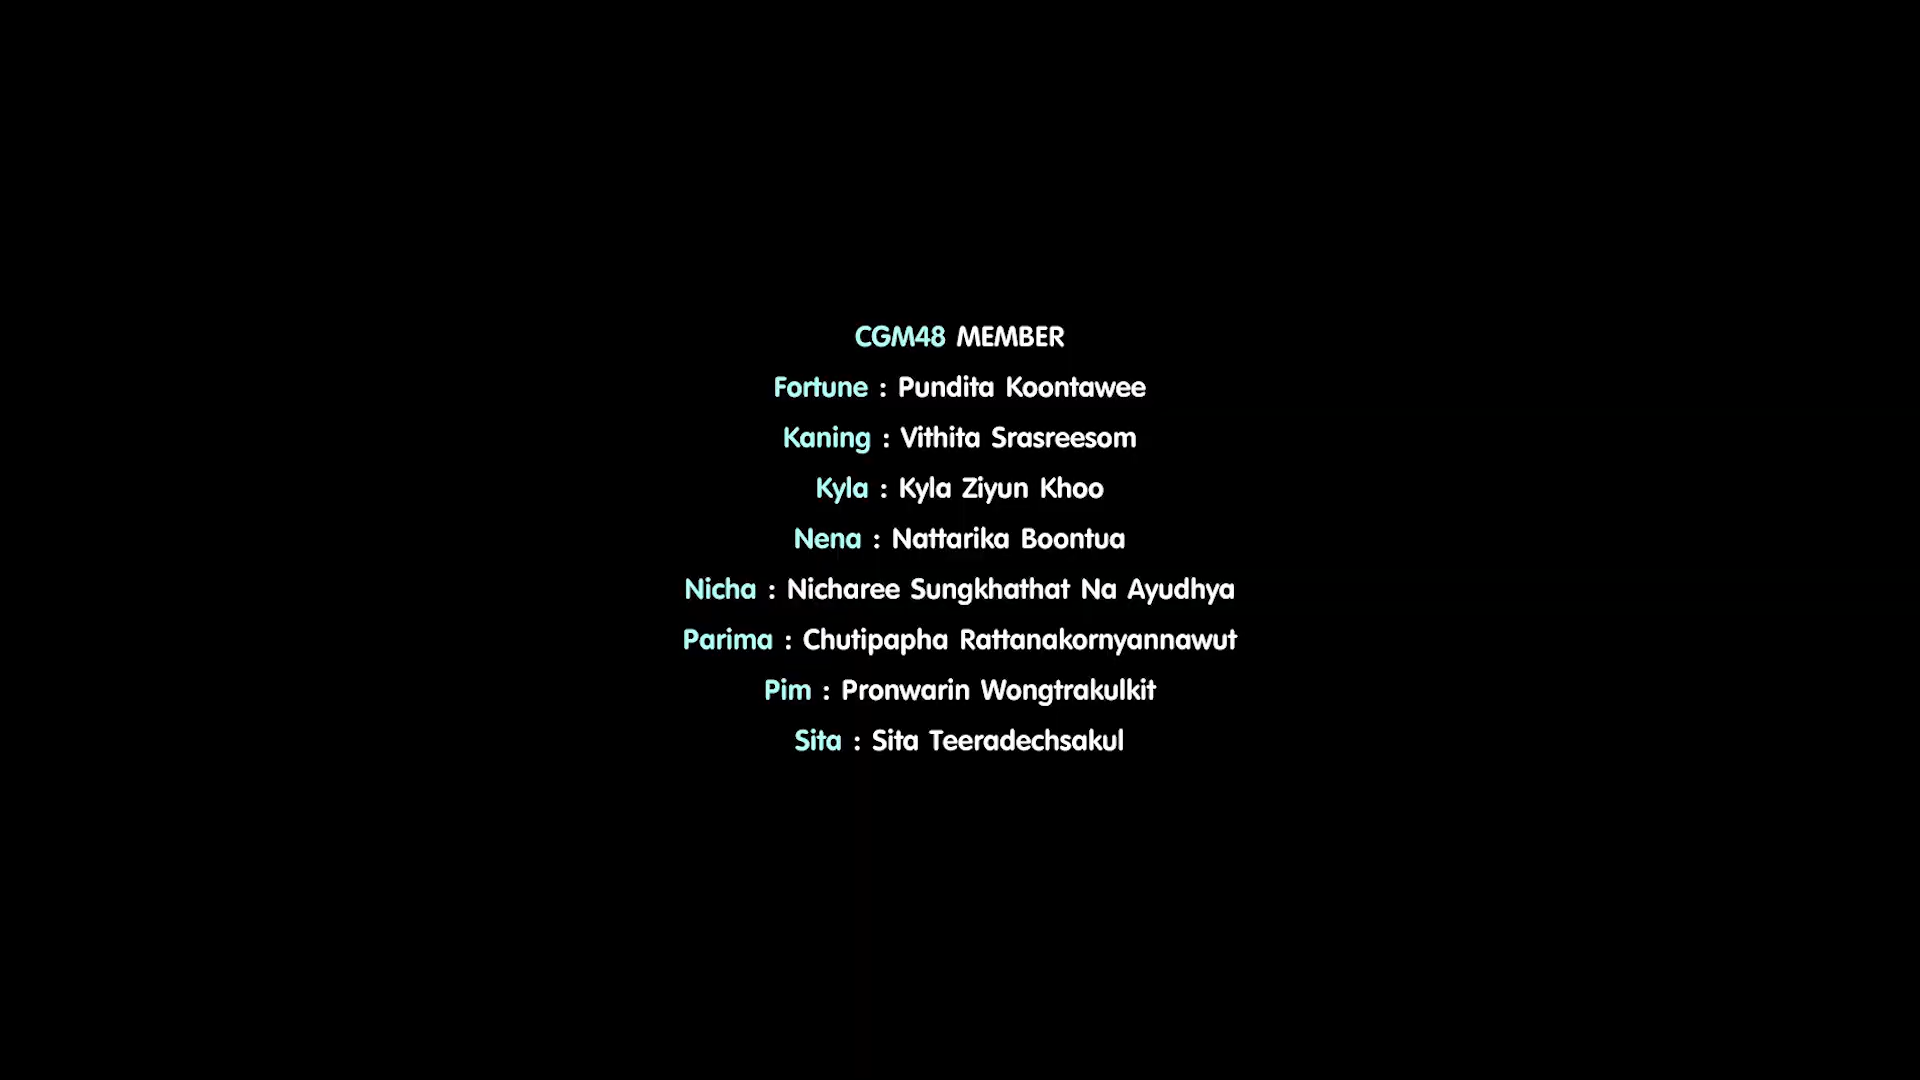 CGM48 MEMBER
Fortune : Pundita Koontawee
Kaning : Vithita Srasreesom
Kyla : Kyla Ziyun Khoo
Nena : Nattarika Boontua
Nicha : Nicharee Sungkhathat Na Ayudhya
Parima : Chutipapha Rattanakornyannawut
Pim : Pronwarin Wongtrakulkit
Sita : Sita Teeradechsakul